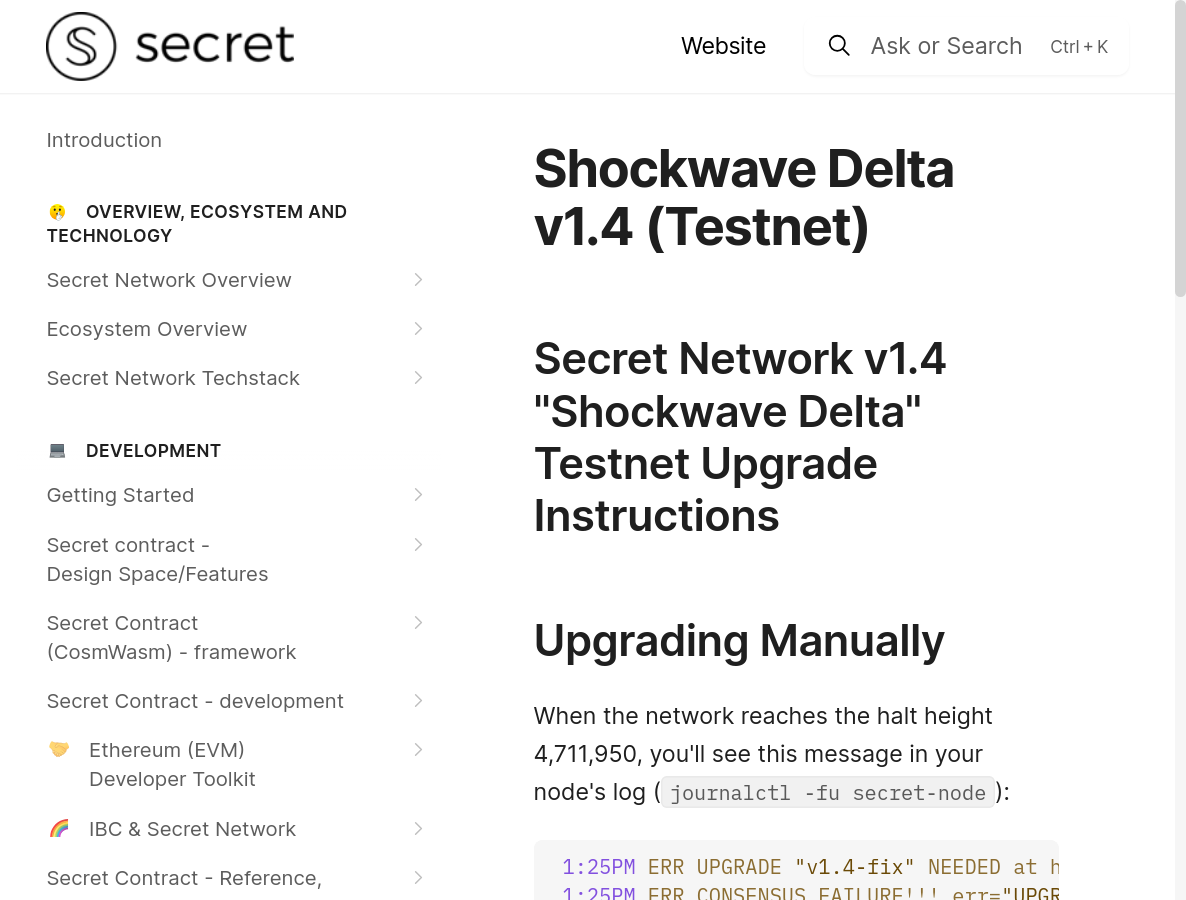 secret
Website
Ask or Search
Ctrl + K
Introduction
OVERVIEW, ECOSYSTEM AND
TECHNOLOGY
Secret Network Overview
Ecosystem Overview
Secret Network Techstack
DEVELOPMENT
Getting Started
Secret contract -
Design Space/Features
Secret Contract
(CosmWasm) - framework
Secret Contract - development
Ethereum (EVM)
Developer Toolkit
IBC & Secret Network
Secret Contract - Reference,
Shockwave Delta
v1.4 (Testnet)
Secret Network v1.4
"Shockwave Delta"
Testnet Upgrade
Instructions
Upgrading Manually
When the network reaches the halt height
4,711,950, you'll see this message in your
node's log (journalctl -fu secret-node):
1:25PM ERR UPGRADE "v1.4-fix" NEEDED at h
1:25PM ERR CONSENSUS FAILURE!!! err="UPGR